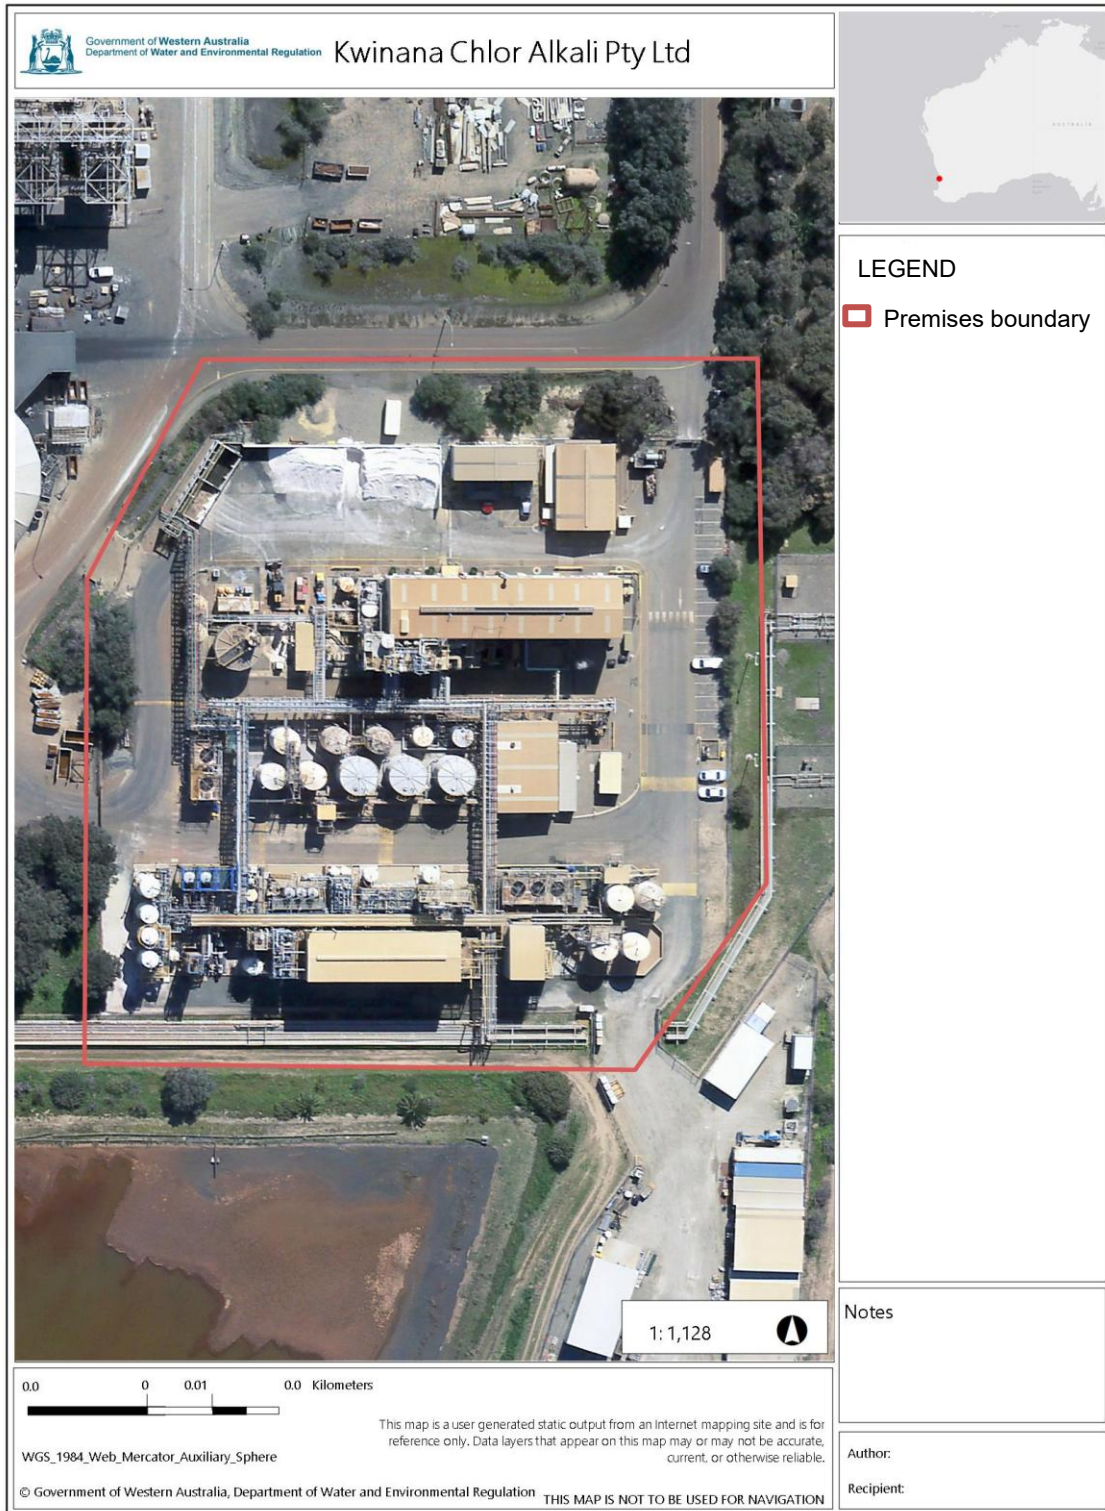 Government of Western Australia
Department of Water and Environmental Regulation
Kwinana Chlor Alkali Pty Ltd
AUSTRALIA
LEGEND
Premises boundary
1: 1,128
Notes
0.0 0 0.01 0.0 Kilometers
This map is a user generated static output from an Internet mapping site and is for
reference only. Data layers that appear on this map may or may not be accurate,
current, or otherwise reliable.
WGS_1984_Web_Mercator_Auxiliary_Sphere
© Government of Western Australia, Department of Water and Environmental Regulation
THIS MAP IS NOT TO BE USED FOR NAVIGATION
Author:
Recipient: